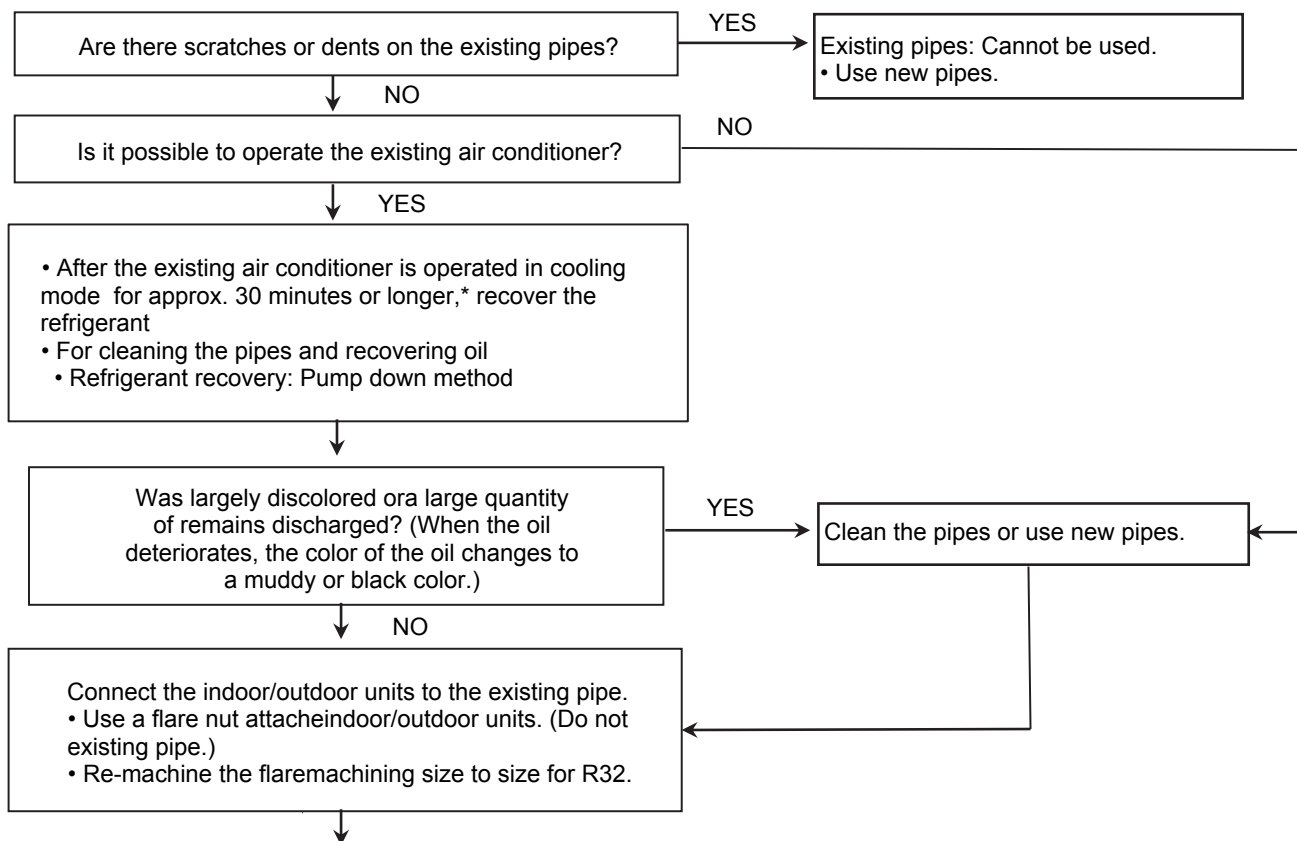 Are there scratches or dents on the existing pipes?
YES
Existing pipes: Cannot be used.
• Use new pipes.
NO
Is it possible to operate the existing air conditioner?
NO
YES
• After the existing air conditioner is operated in cooling
mode for approx. 30 minutes or longer,* recover the
refrigerant
• For cleaning the pipes and recovering oil
• Refrigerant recovery: Pump down method
Was largely discolored ora large quantity
of remains discharged? (When the oil
deteriorates, the color of the oil changes to
a muddy or black color.)
YES
Clean the pipes or use new pipes.
NO
Connect the indoor/outdoor units to the existing pipe.
• Use a flare nut attacheindoor/outdoor units. (Do not
existing pipe.)
• Re-machine the flaremachining size to size for R32.